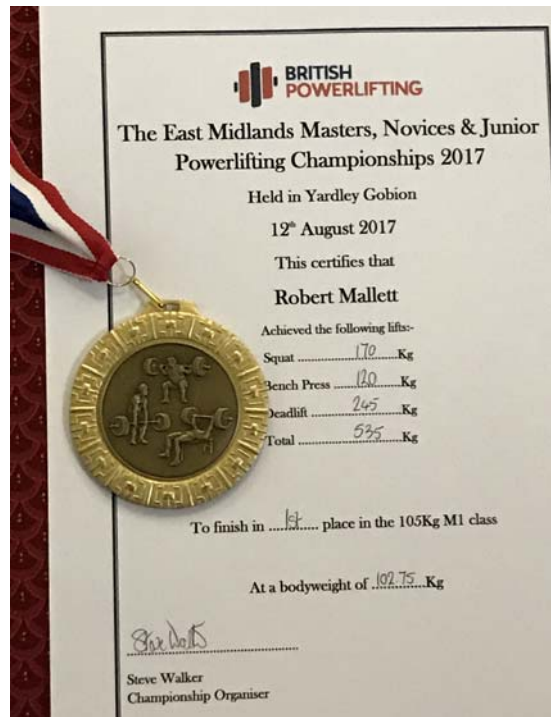 BRITISH
POWERLIFTING
The East Midlands Masters, Novices & Junior
Powerlifting Championships 2017
Held in Yardley Gobion
12th August 2017
This certifies that
Robert Mallett
Achieved the following lifts:-
Squat ..................170.........Kg
Bench Press ......120.......Kg
Deadlift ............245.........Kg
Total ..................535.........Kg
To finish in .....1st...... place in the 105Kg M1 class
At a bodyweight of .102.75..Kg
Steve Walker
Championship Organiser